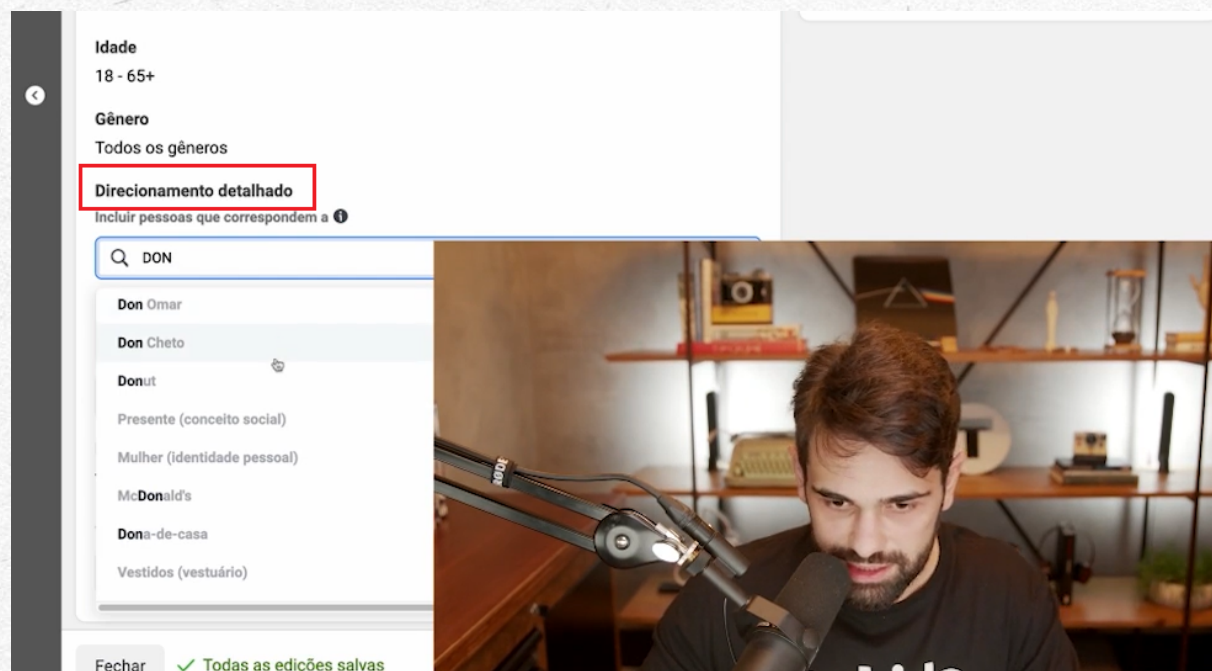 Idade
18 - 65+
Gênero
Todos os gêneros
Direcionamento detalhado
Incluir pessoas que correspondem a
DON
Don Omar
Don Cheto
Donut
Presente (conceito social)
Mulher (identidade pessoal)
McDonald's
Dona-de-casa
Vestidos (vestuário)
Fechar
Todas as edições salvas
RØDE